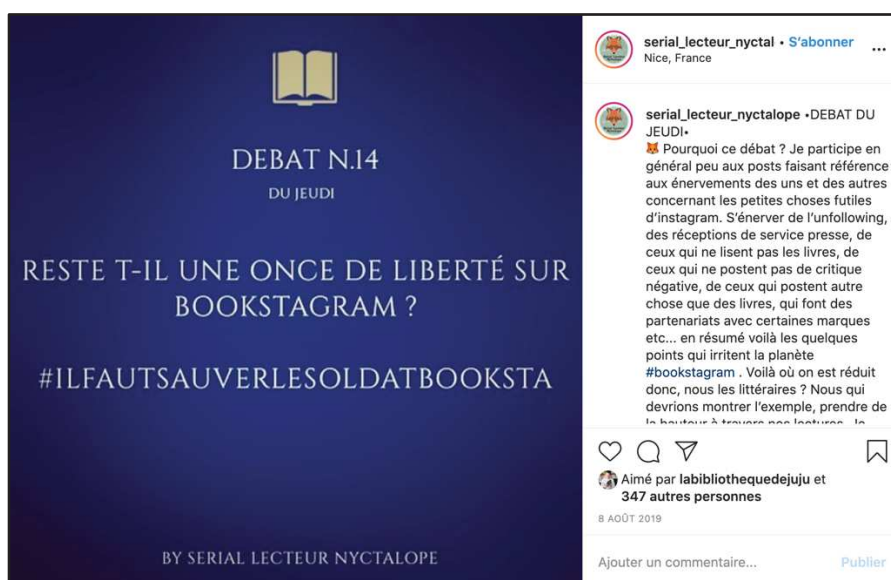 DEBAT N.14
DU JEUDI
RESTE T-IL UNE ONCE DE LIBERTÉ SUR
BOOKSTAGRAM ?
#ILFAUTSAUVERLESOLDATBOOKSTA
BY SERIAL LECTEUR NYCTALOPE
serial_lecteur_nyctal • S'abonner
Nice, France
serial_lecteur_nyctalope •DEBAT DU
JEUDI•
🦊 Pourquoi ce débat ? Je participe en
général peu aux posts faisant référence
aux énervements des uns et des autres
concernant les petites choses futiles
d'instagram. S'énerver de l'unfollowing,
des réceptions de service presse, de
ceux qui ne lisent pas les livres, de
ceux qui ne postent pas de critique
négative, de ceux qui postent autre
chose que des livres, qui font des
partenariats avec certaines marques
etc... en résumé voilà les quelques
points qui irritent la planète
#bookstagram . Voilà où on est réduit
donc, nous les littéraires ? Nous qui
devrions montrer l'exemple, prendre de
la hauteur à travers nos lectures. Je
Aimé par labibliothequedejuju et
347 autres personnes
8 AOÛT 2019
Ajouter un commentaire...
Publier